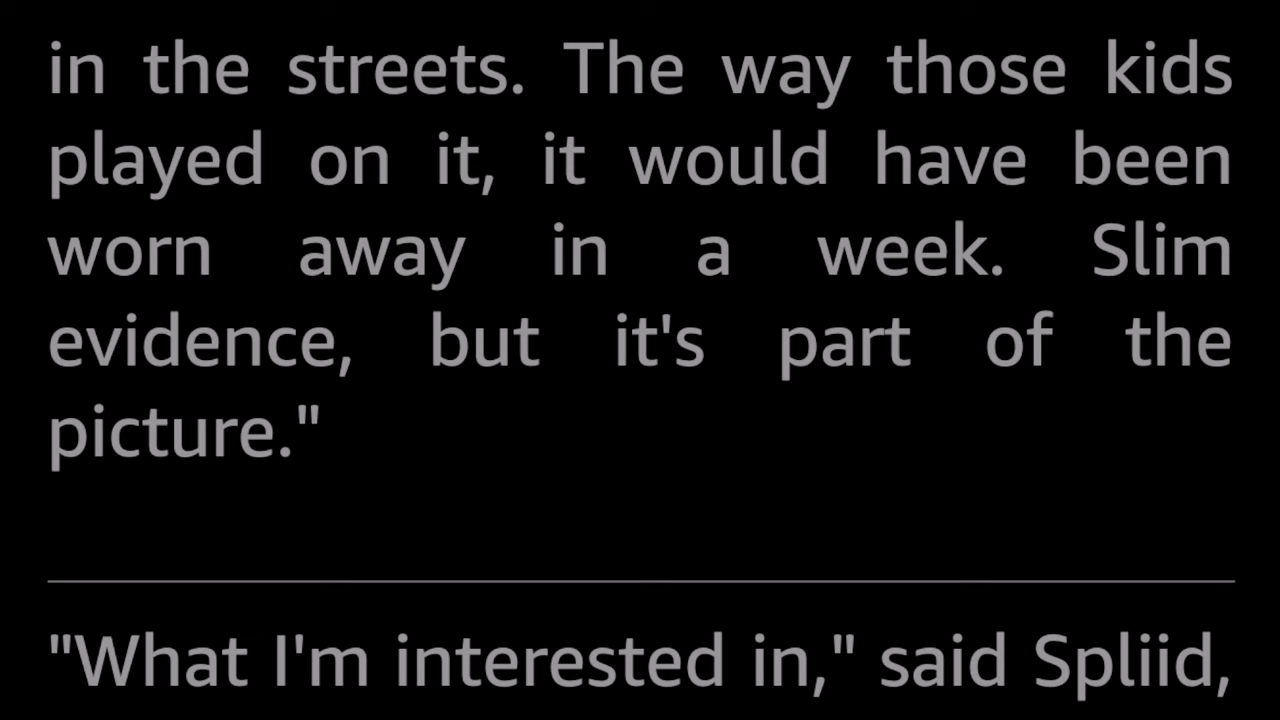 in the streets. The way those kids
played on it, it would have been
worn away in a week. Slim
evidence, but it's part of the
picture."
"What I'm interested in," said Spliid,